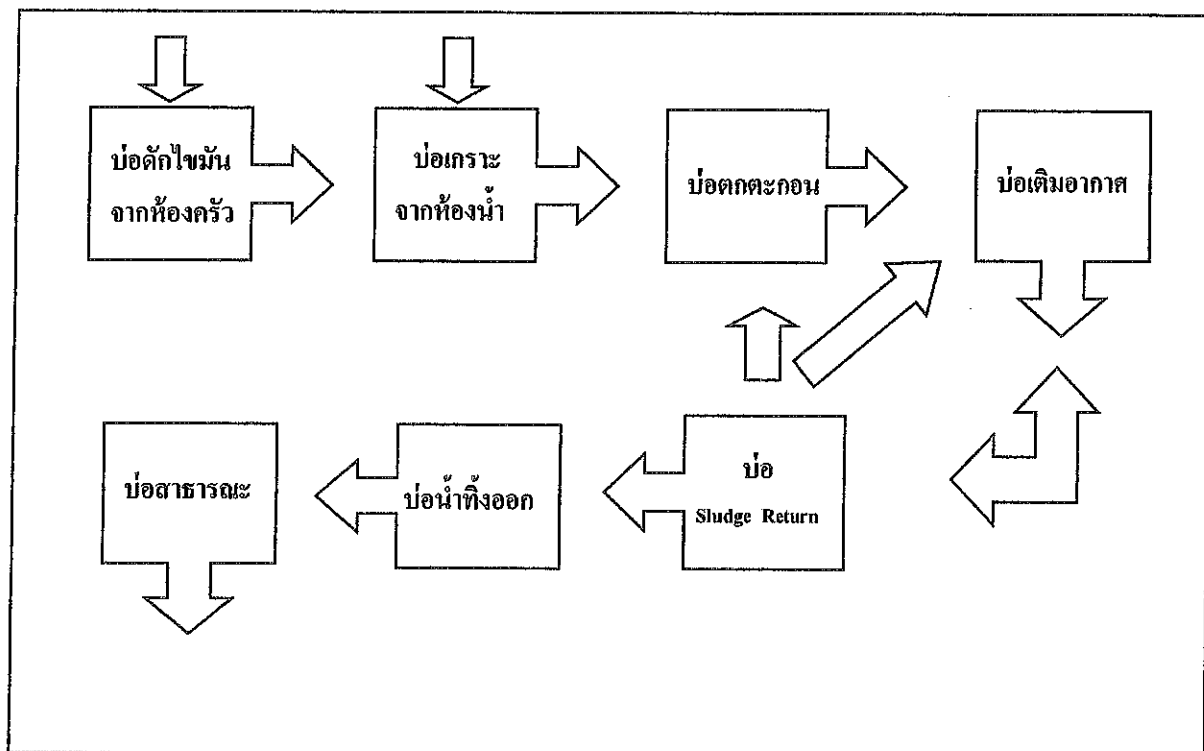 บ่อดักไขมัน
จากห้องครัว
บ่อเกราะ
จากห้องน้ำ
บ่อตกตะกอน
บ่อเติมอากาศ
บ่อสาธารณะ
บ่อน้ำทิ้งออก
บ่อ
Sludge Return